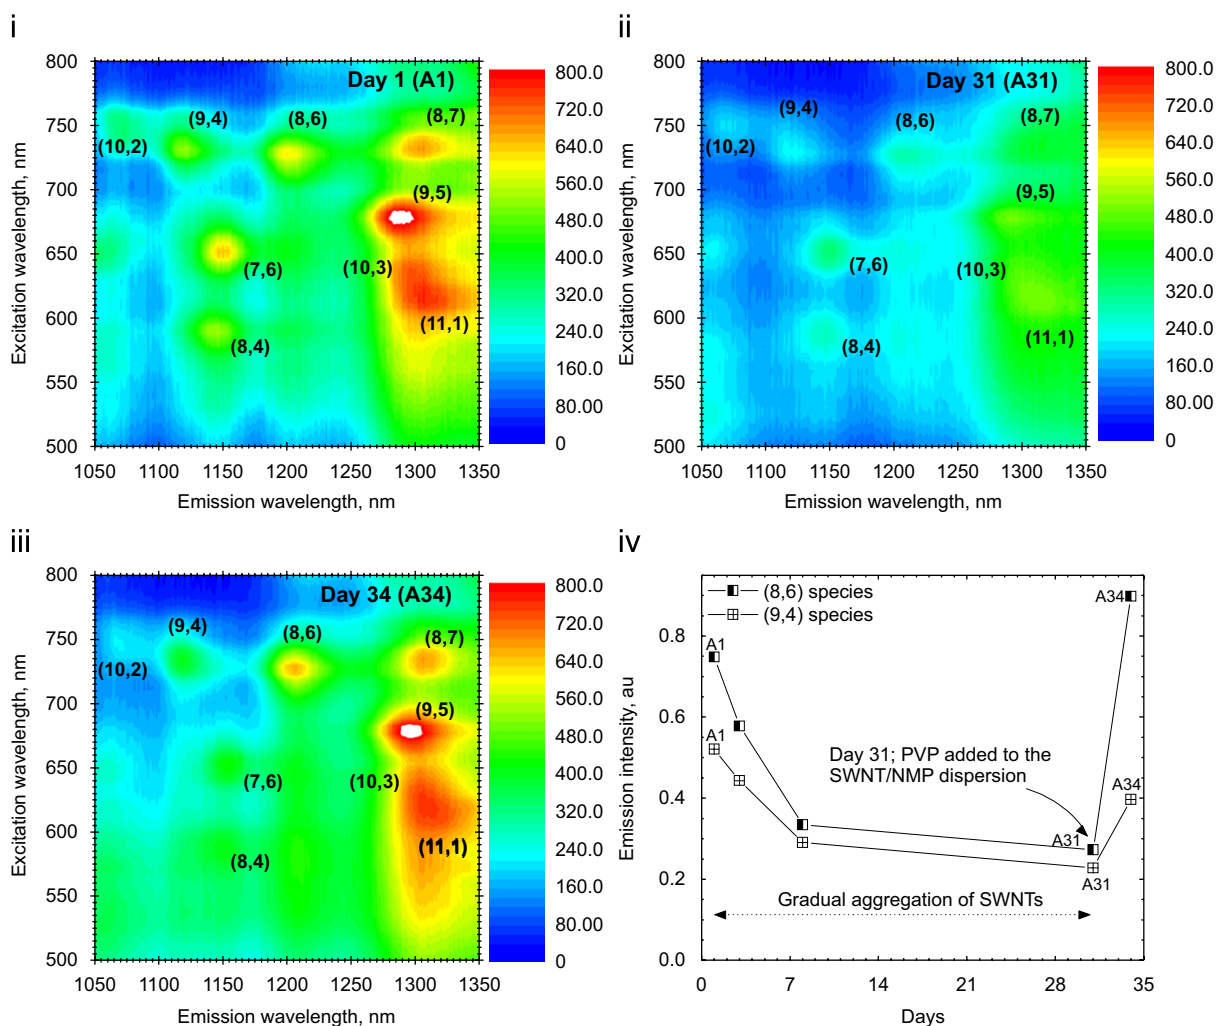 i
Day 1 (A1)
(9,4)
(8,6)
(8,7)
(10,2)
(9,5)
(7,6)
(10,3)
(8,4)
(11,1)
800
750
700
650
600
550
500
Excitation wavelength, nm
1050 1100 1150 1200 1250 1300 1350
Emission wavelength, nm
800.0
720.0
640.0
560.0
480.0
400.0
320.0
240.0
160.0
80.00
0
ii
Day 31 (A31)
(9,4)
(8,6)
(8,7)
(10,2)
(9,5)
(7,6)
(10,3)
(8,4)
(11,1)
800
750
700
650
600
550
500
Excitation wavelength, nm
1050 1100 1150 1200 1250 1300 1350
Emission wavelength, nm
800.0
720.0
640.0
560.0
480.0
400.0
320.0
240.0
160.0
80.00
0
iii
Day 34 (A34)
(9,4)
(8,6)
(8,7)
(10,2)
(9,5)
(7,6)
(10,3)
(8,4)
(11,1)
800
750
700
650
600
550
500
Excitation wavelength, nm
1050 1100 1150 1200 1250 1300 1350
Emission wavelength, nm
800.0
720.0
640.0
560.0
480.0
400.0
320.0
240.0
160.0
80.00
0
iv
(8,6) species
(9,4) species
A34
A1
A1
Day 31; PVP added to the
SWNT/NMP dispersion
A34
A31
A31
Gradual aggregation of SWNTs
0.8
0.6
0.4
0.2
0.0
Emission intensity, au
0 7 14 21 28 35
Days